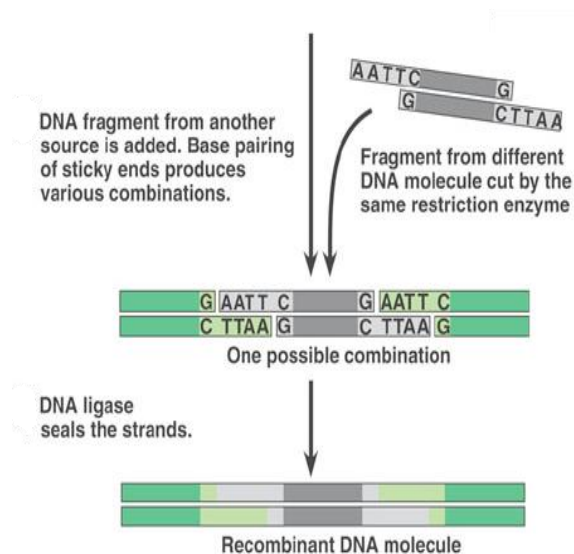 AATTC G
G CTTAA
DNA fragment from another
source is added. Base pairing
of sticky ends produces
various combinations.
Fragment from different
DNA molecule cut by the
same restriction enzyme
G AATT C G AATT C
C TTAA G C TTAA G
One possible combination
DNA ligase
seals the strands.
Recombinant DNA molecule